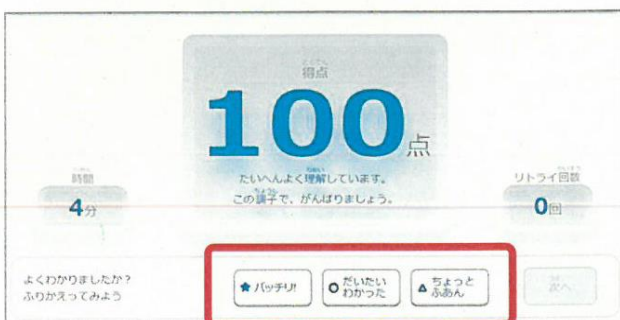 得点
100点
たいへんよく理解しています。
この調子で、がんばりましょう。
時間
4分
リトライ回数
0回
よくわかりましたか？
ふりかえってみよう
★ バッチリ!
○ だいたい
わかった
△ ちょっと
ふあん
次へ